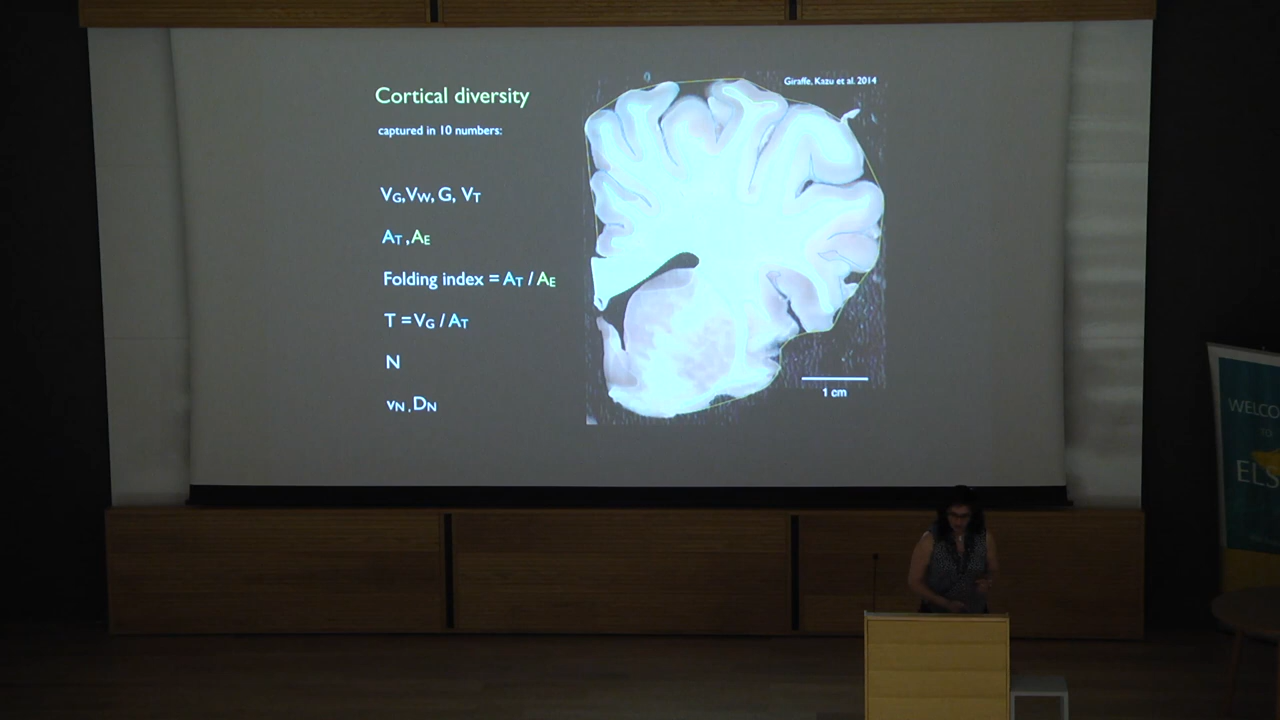 Cortical diversity
captured in 10 numbers:
VG,VW, G, VT
AT ,AE
Folding index = AT / AE
T = VG / AT
N
vN , DN
Giraffe, Kazu et al. 2014
1 cm
WELCO
ELS